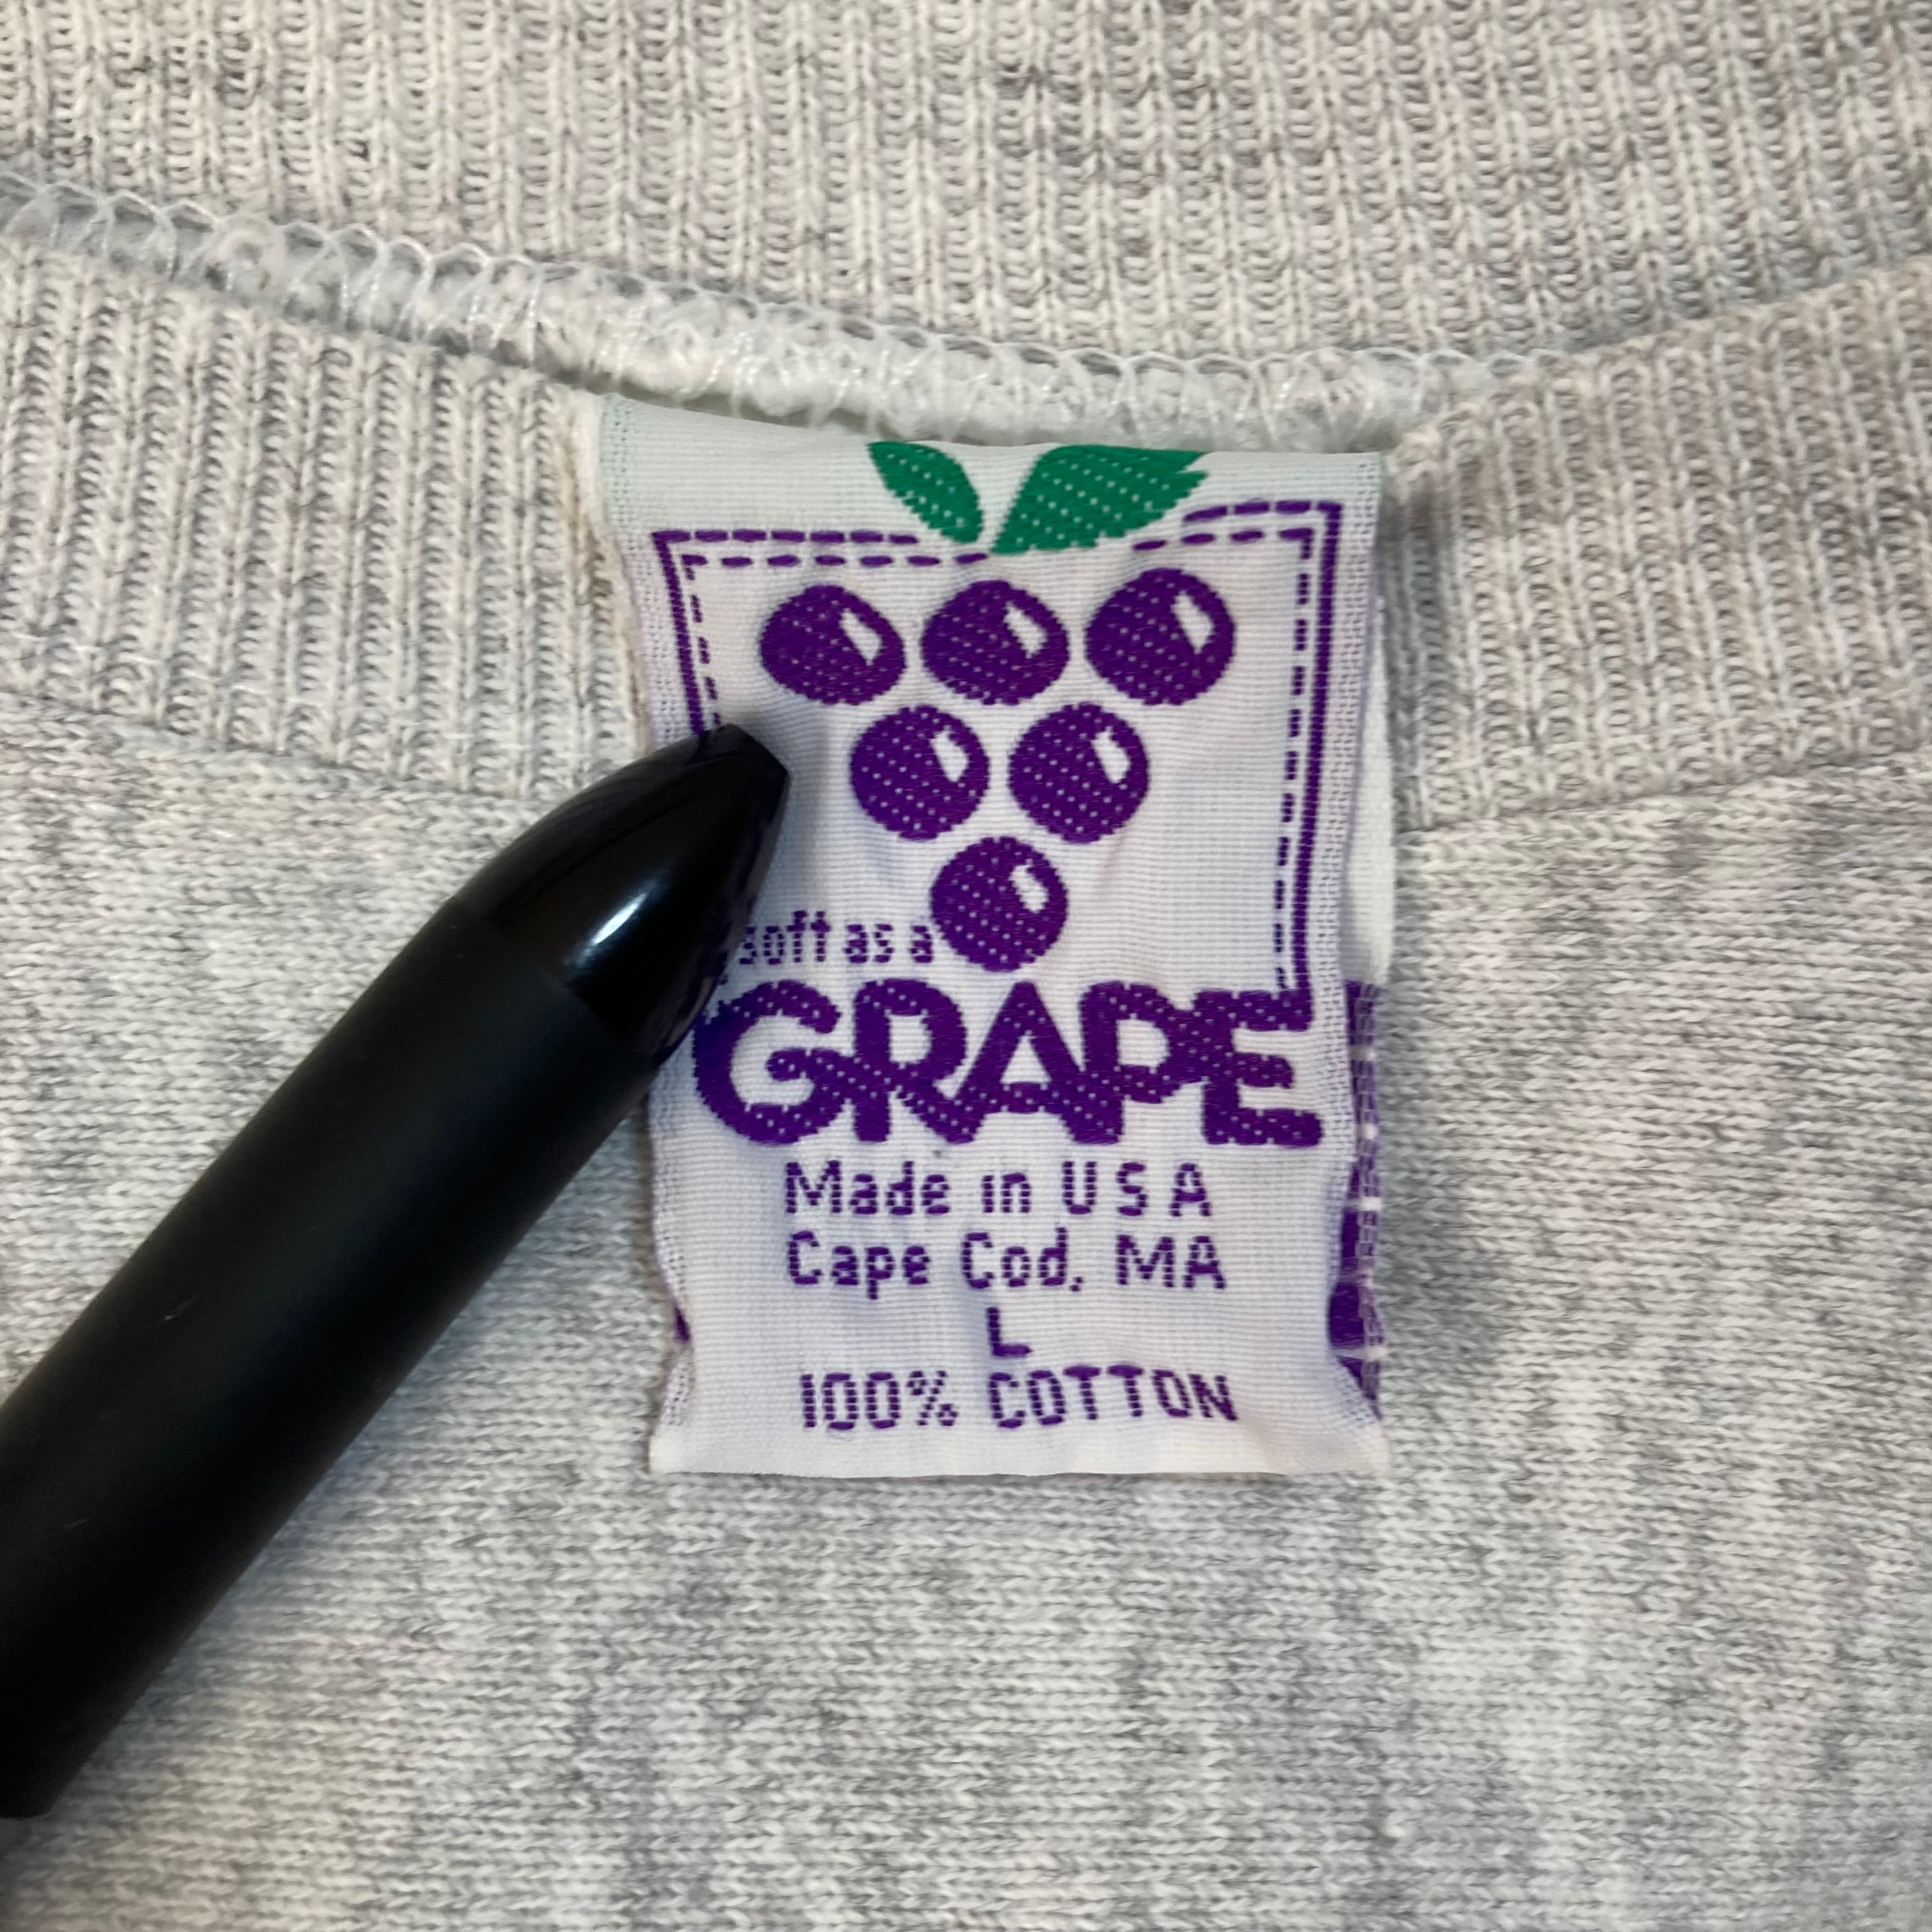 soft as a
GRAPE
Made in USA
Cape Cod, MA
L
100% COTTON